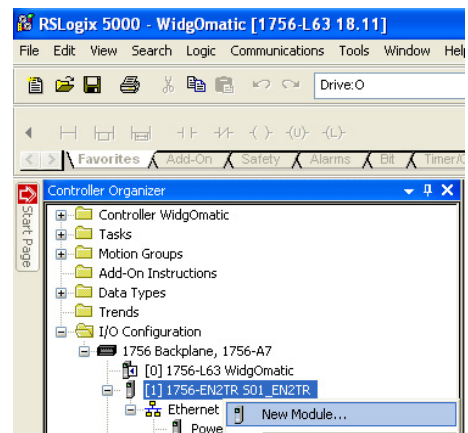 RSLogix 5000 - WidgOmatic [1756-L63 18.11]
File Edit View Search Logic Communications Tools Window Help
Drive:O
Favorites Add-On Safety Alarms Bit Timer/C
Controller Organizer
Start Page
Controller WidgOmatic
Tasks
Motion Groups
Add-On Instructions
Data Types
Trends
I/O Configuration
1756 Backplane, 1756-A7
[0] 1756-L63 WidgOmatic
[1] 1756-EN2TR S01_EN2TR
Ethernet
New Module...
Powe